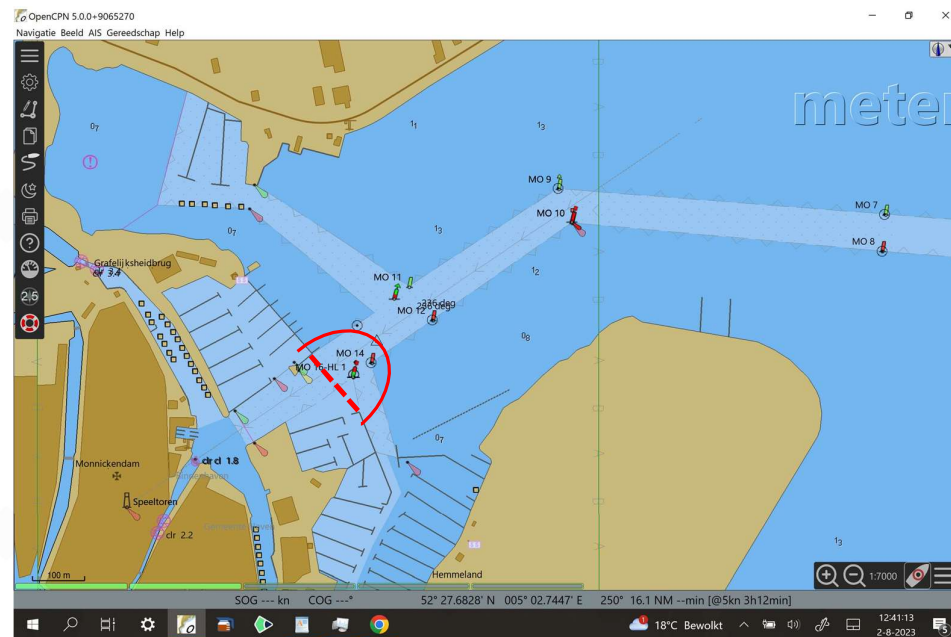 OpenCPN 5.0.0+9065270
Navigatie Beeld AIS Gereedschap Help
meter
0₇
1₁
1₃
MO 9
MO 10
MO 7
0₇
1₃
MO 8
Grafelijksheidbrug
1₂
MO 11
236 deg
MO 12
0₈
MO 14
MO 16-HL 1
0₇
Monnickendam
clr cl 1.8
Speeltoren
clr 2.2
1₃
Hemmeland
100 m
1:7000
SOG --- kn COG ---° 52° 27.6828' N 005° 02.7447' E 250° 16.1 NM --min [@5kn 3h12min]
18°C Bewolkt
12:41:13
2-8-2023